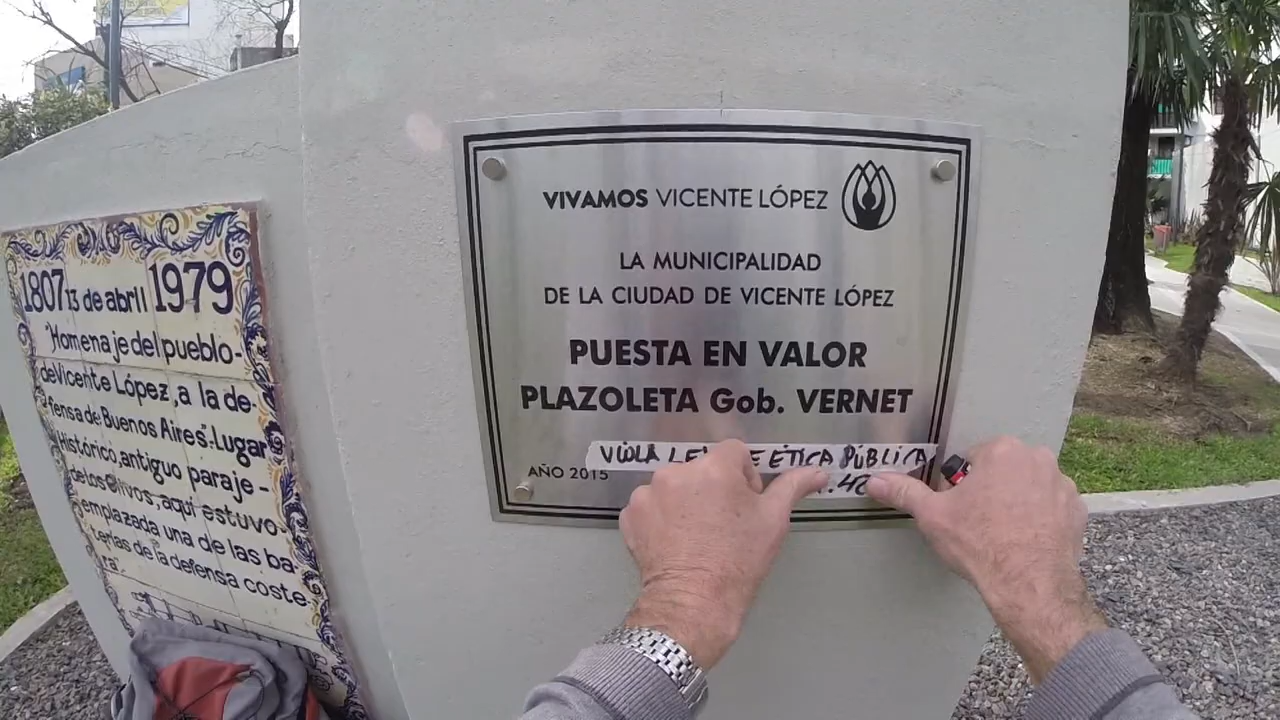 1807 13 de abril 1979
"Homenaje del pueblo-
de Vicente López, a la de-
fensa de Buenos Aires". Lugar
Histórico, antiguo paraje-
de los Olivos, aquí estuvo-
emplazada una de las ba-
terías de la defensa coste-
ra".
VIVAMOS VICENTE LÓPEZ
LA MUNICIPALIDAD
DE LA CIUDAD DE VICENTE LÓPEZ
PUESTA EN VALOR
PLAZOLETA Gob. VERNET
VIOLA ÉTICA PÚBLICA
AÑO 2015